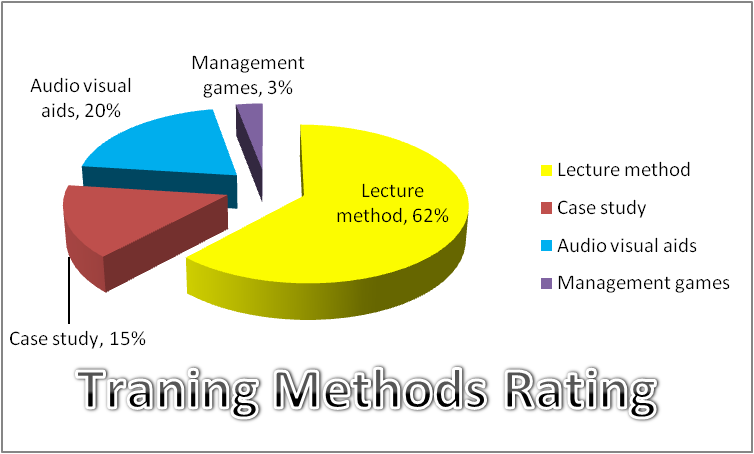 Management
games, 3%
Audio visual
aids, 20%
Lecture
method, 62%
Case study, 15%
Lecture method
Case study
Audio visual aids
Management games
Traning Methods Rating